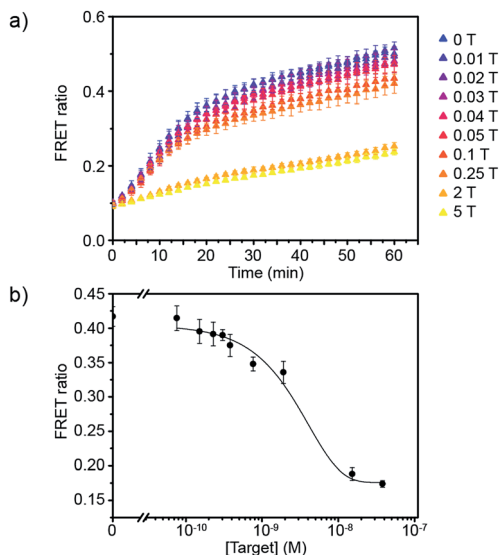 a)
0.6
0.4
0.2
0.0
FRET ratio
0 10 20 30 40 50 60
Time (min)
0 T
0.01 T
0.02 T
0.03 T
0.04 T
0.05 T
0.1 T
0.25 T
2 T
5 T
b)
0.45
0.40
0.35
0.30
0.25
0.20
0.15
FRET ratio
0 10⁻¹⁰ 10⁻⁹ 10⁻⁸ 10⁻⁷
[Target] (M)